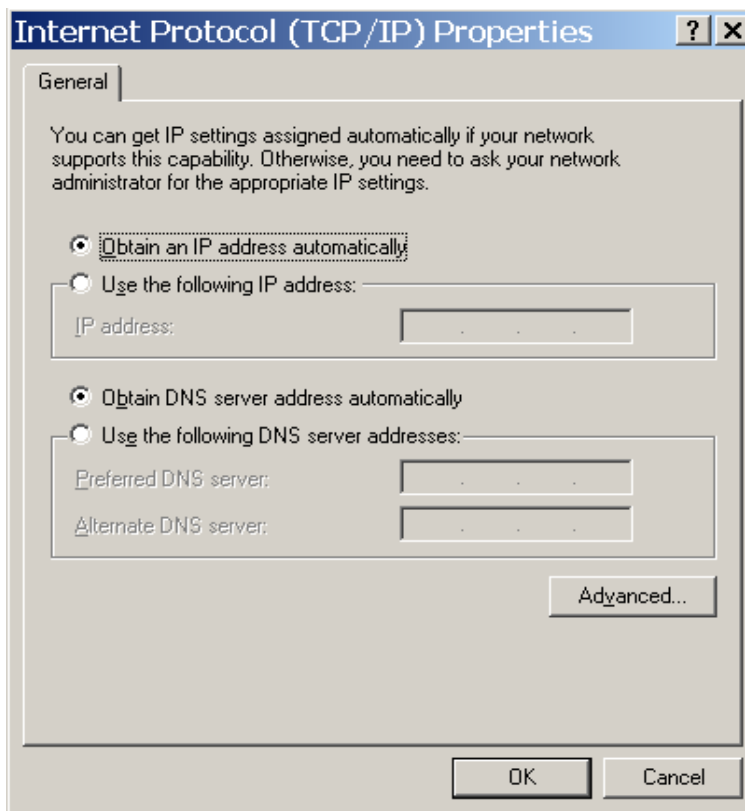 Internet Protocol (TCP/IP) Properties
General
You can get IP settings assigned automatically if your network
supports this capability. Otherwise, you need to ask your network
administrator for the appropriate IP settings.
Obtain an IP address automatically
Use the following IP address:
IP address:
Obtain DNS server address automatically
Use the following DNS server addresses:
Preferred DNS server:
Alternate DNS server:
Advanced...
OK Cancel